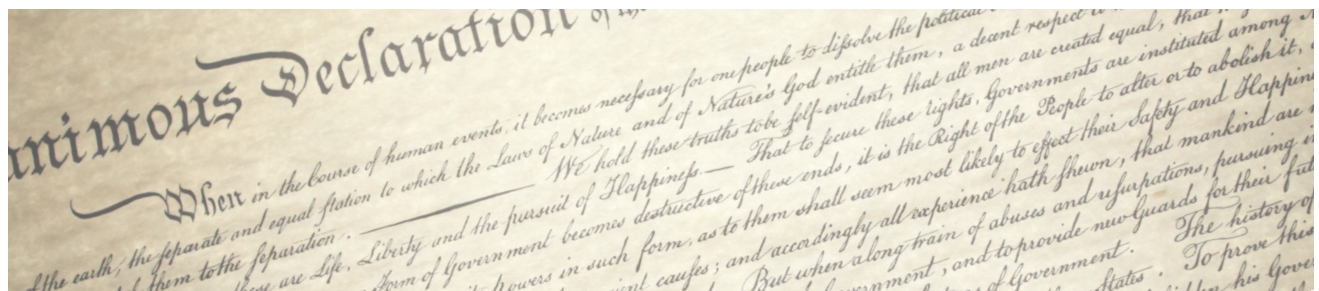 animous Declaration of the
When in the Course of human events, it becomes necessary for one people to dissolve the political
of the earth, the separate and equal station to which the Laws of Nature and of Nature's God entitle them, a decent respect to
them to the separation. — We hold these truths to be self-evident, that all men are created equal, that
these are Life, Liberty and the pursuit of Happiness. — That to secure these rights, Governments are instituted among
Form of Government becomes destructive of these ends, it is the Right of the People to alter or to abolish it,
its powers in such form, as to them shall seem most likely to effect their Safety and Happiness
causes; and accordingly all experience hath shewn, that mankind are
But when a long train of abuses and usurpations, pursuing
Government, and to provide new Guards for their
of Government. The history of
States. To prove this
his